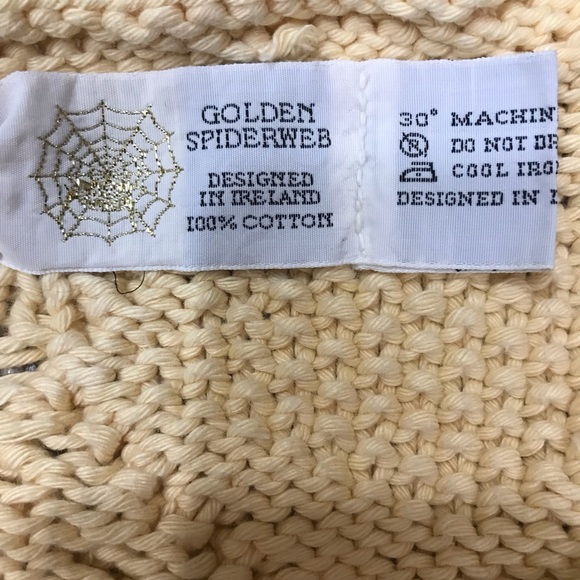 GOLDEN
SPIDERWEB
DESIGNED
IN IRELAND
100% COTTON
30° MACHIN
DO NOT DR
COOL IRO
DESIGNED IN I